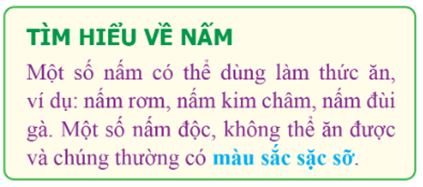 TÌM HIỂU VỀ NẤM
Một số nấm có thể dùng làm thức ăn,
ví dụ: nấm rơm, nấm kim châm, nấm đùi
gà. Một số nấm độc, không thể ăn được
và chúng thường có màu sắc sặc sỡ.